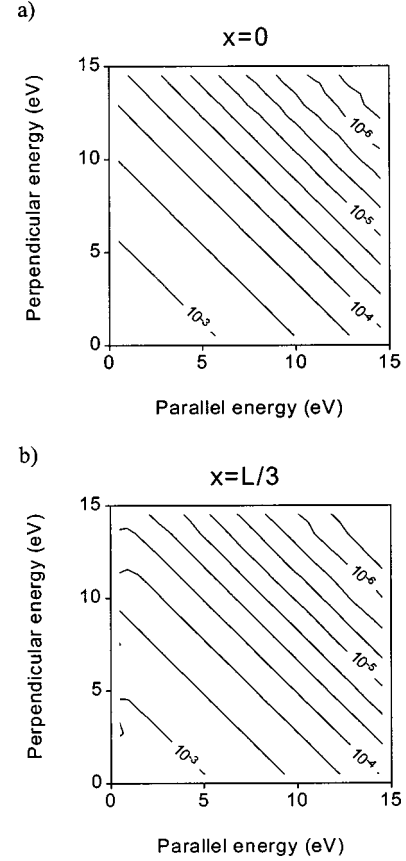 a)
x=0
15
10
5
0
Perpendicular energy (eV)
10⁻⁶
10⁻⁵
10⁻⁴
10⁻³
0 5 10 15
Parallel energy (eV)
b)
x=L/3
15
10
5
0
Perpendicular energy (eV)
10⁻⁶
10⁻⁵
10⁻⁴
10⁻³
0 5 10 15
Parallel energy (eV)